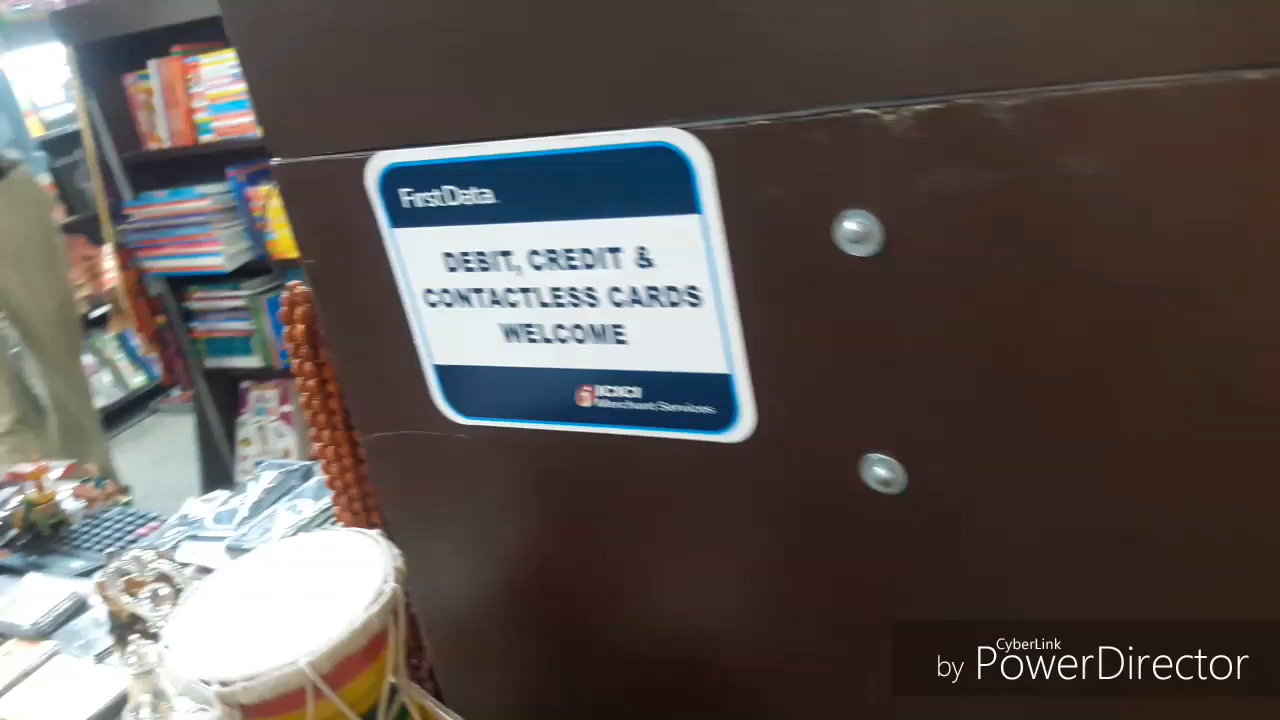 FirstData
DEBIT, CREDIT &
CONTACTLESS CARDS
WELCOME
ICICI
Merchant Services
CyberLink
by PowerDirector